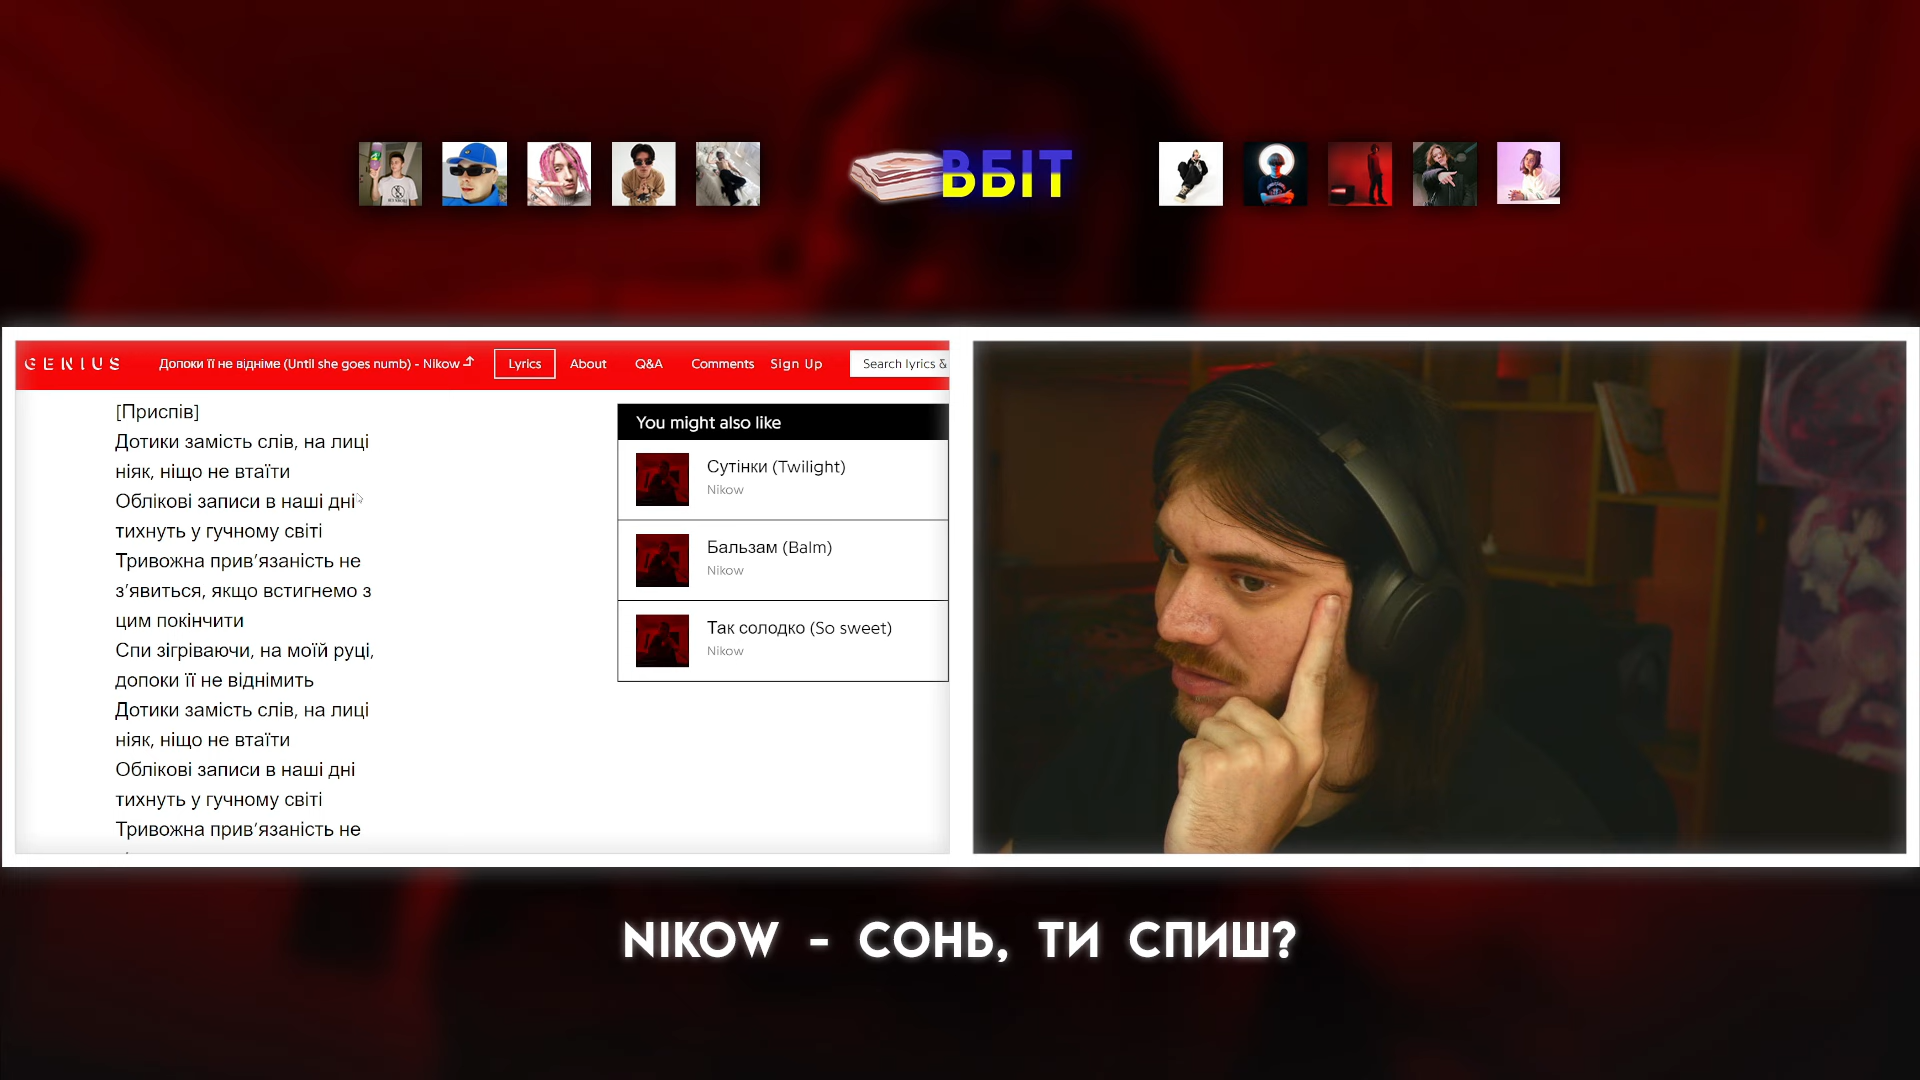 ВБІТ
GENIUS
Допоки її не відніме (Until she goes numb) - Nikow
Lyrics
About
Q&A
Comments
Sign Up
Search lyrics &
[Приспів]
Дотики замість слів, на лиці
ніяк, ніщо не втаїти
Облікові записи в наші дні
тихнуть у гучному світі
Тривожна прив’язаність не
з’явиться, якщо встигнемо з
цим покінчити
Спи зігріваючи, на моїй руці,
допоки її не віднімить
Дотики замість слів, на лиці
ніяк, ніщо не втаїти
Облікові записи в наші дні
тихнуть у гучному світі
Тривожна прив’язаність не
You might also like
Сутінки (Twilight)
Nikow
Бальзам (Balm)
Nikow
Так солодко (So sweet)
Nikow
NIKOW - СОНЬ, ТИ СПИШ?